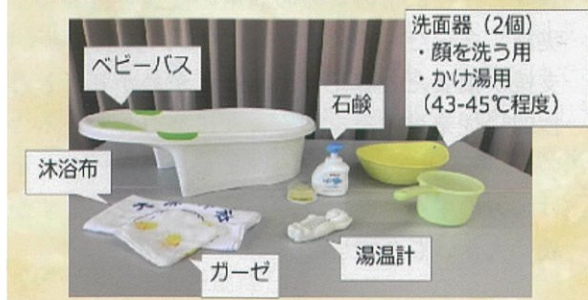 洗面器（2個）
・顔を洗う用
・かけ湯用
（43-45℃程度）
ベビーバス
石鹸
沐浴布
ガーゼ
湯温計